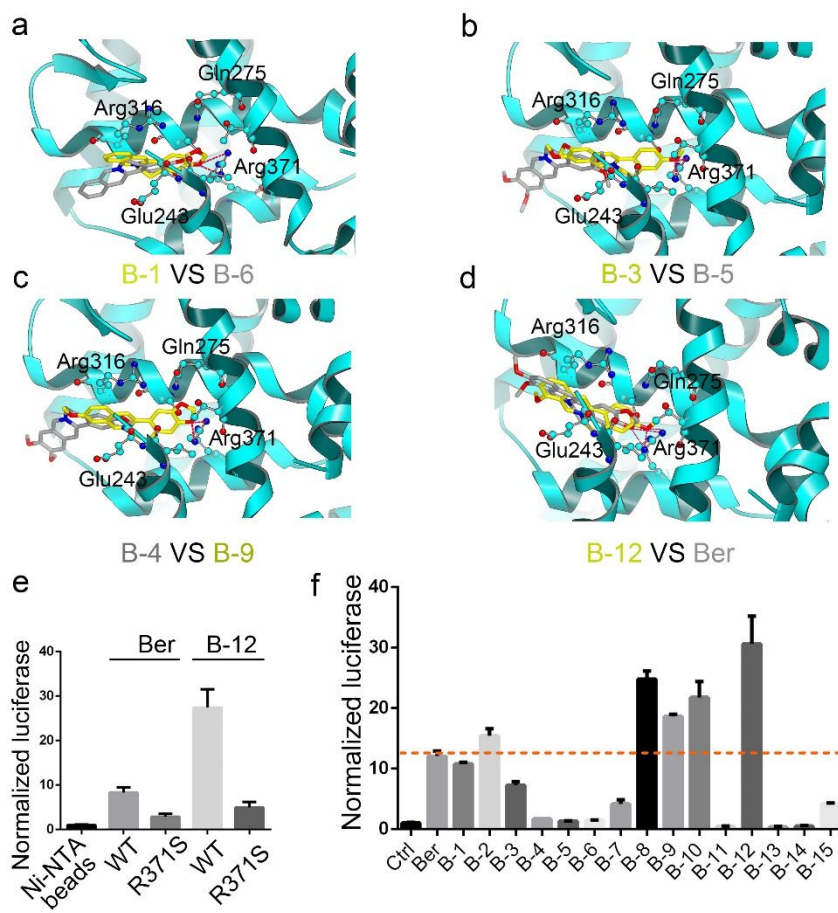 a
Gln275
Arg316
Arg371
Glu243
B-1 VS B-6
b
Gln275
Arg316
Arg371
Glu243
B-3 VS B-5
c
Arg316
Gln275
Arg371
Glu243
B-4 VS B-9
d
Arg316
Gln275
Arg371
Glu243
B-12 VS Ber
e
Normalized luciferase
40
30
20
10
0
Ber B-12
Ni-NTA beads WT R371S WT R371S
f
Normalized luciferase
40
30
20
10
0
Ctrl Ber B-1 B-2 B-3 B-4 B-5 B-6 B-7 B-8 B-9 B-10 B-11 B-12 B-13 B-14 B-15